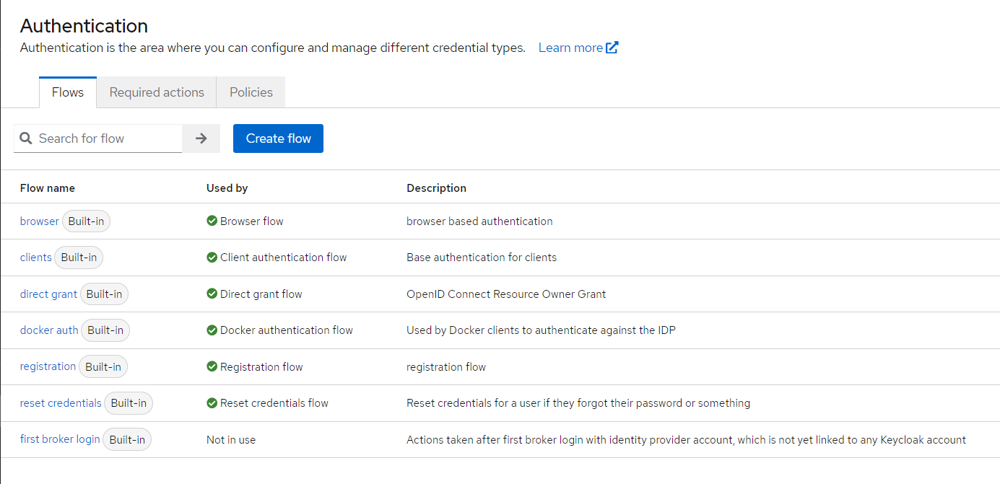 Authentication
Authentication is the area where you can configure and manage different credential types. Learn more
Flows Required actions Policies
Search for flow Create flow
Flow name Used by Description
browser Built-in Browser flow browser based authentication
clients Built-in Client authentication flow Base authentication for clients
direct grant Built-in Direct grant flow OpenID Connect Resource Owner Grant
docker auth Built-in Docker authentication flow Used by Docker clients to authenticate against the IDP
registration Built-in Registration flow registration flow
reset credentials Built-in Reset credentials flow Reset credentials for a user if they forgot their password or something
first broker login Built-in Not in use Actions taken after first broker login with identity provider account, which is not yet linked to any Keycloak account